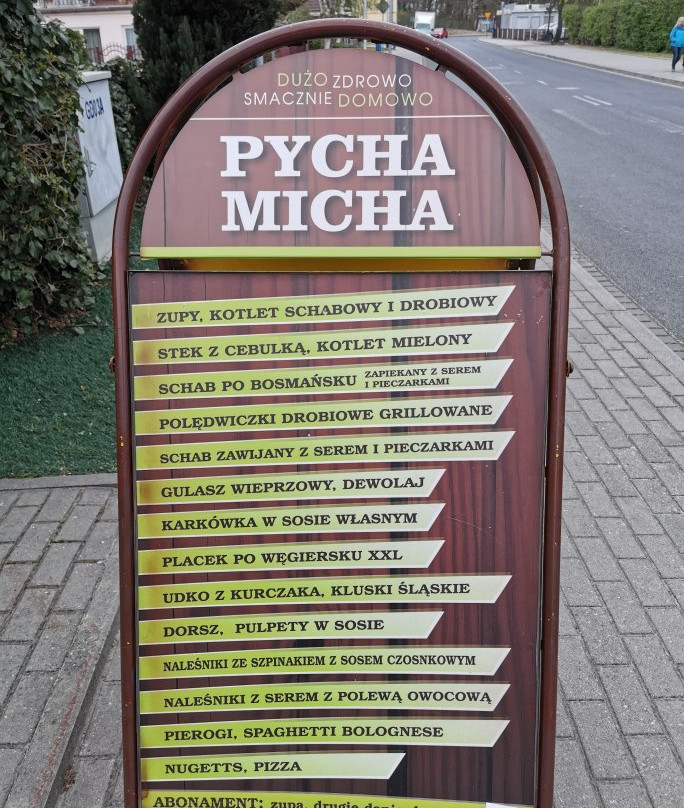 DUŻO ZDROWO
SMACZNIE DOMOWO
PYCHA
MICHA
ZUPY, KOTLET SCHABOWY I DROBIOWY
STEK Z CEBULKĄ, KOTLET MIELONY
SCHAB PO BOSMAŃSKU ZAPIEKANY Z SEREM
I PIECZARKAMI
POLĘDWICZKI DROBIOWE GRILLOWANE
SCHAB ZAWIJANY Z SEREM I PIECZARKAMI
GULASZ WIEPRZOWY, DEWOLAJ
KARKÓWKA W SOSIE WŁASNYM
PLACEK PO WĘGIERSKU XXL
UDKO Z KURCZAKA, KLUSKI ŚLĄSKIE
DORSZ, PULPETY W SOSIE
NALEŚNIKI ZE SZPINAKIEM Z SOSEM CZOSNKOWYM
NALEŚNIKI Z SEREM Z POLEWĄ OWOCOWĄ
PIEROGI, SPAGHETTI BOLOGNESE
NUGETTS, PIZZA
ABONAMENT: zupa, drugie